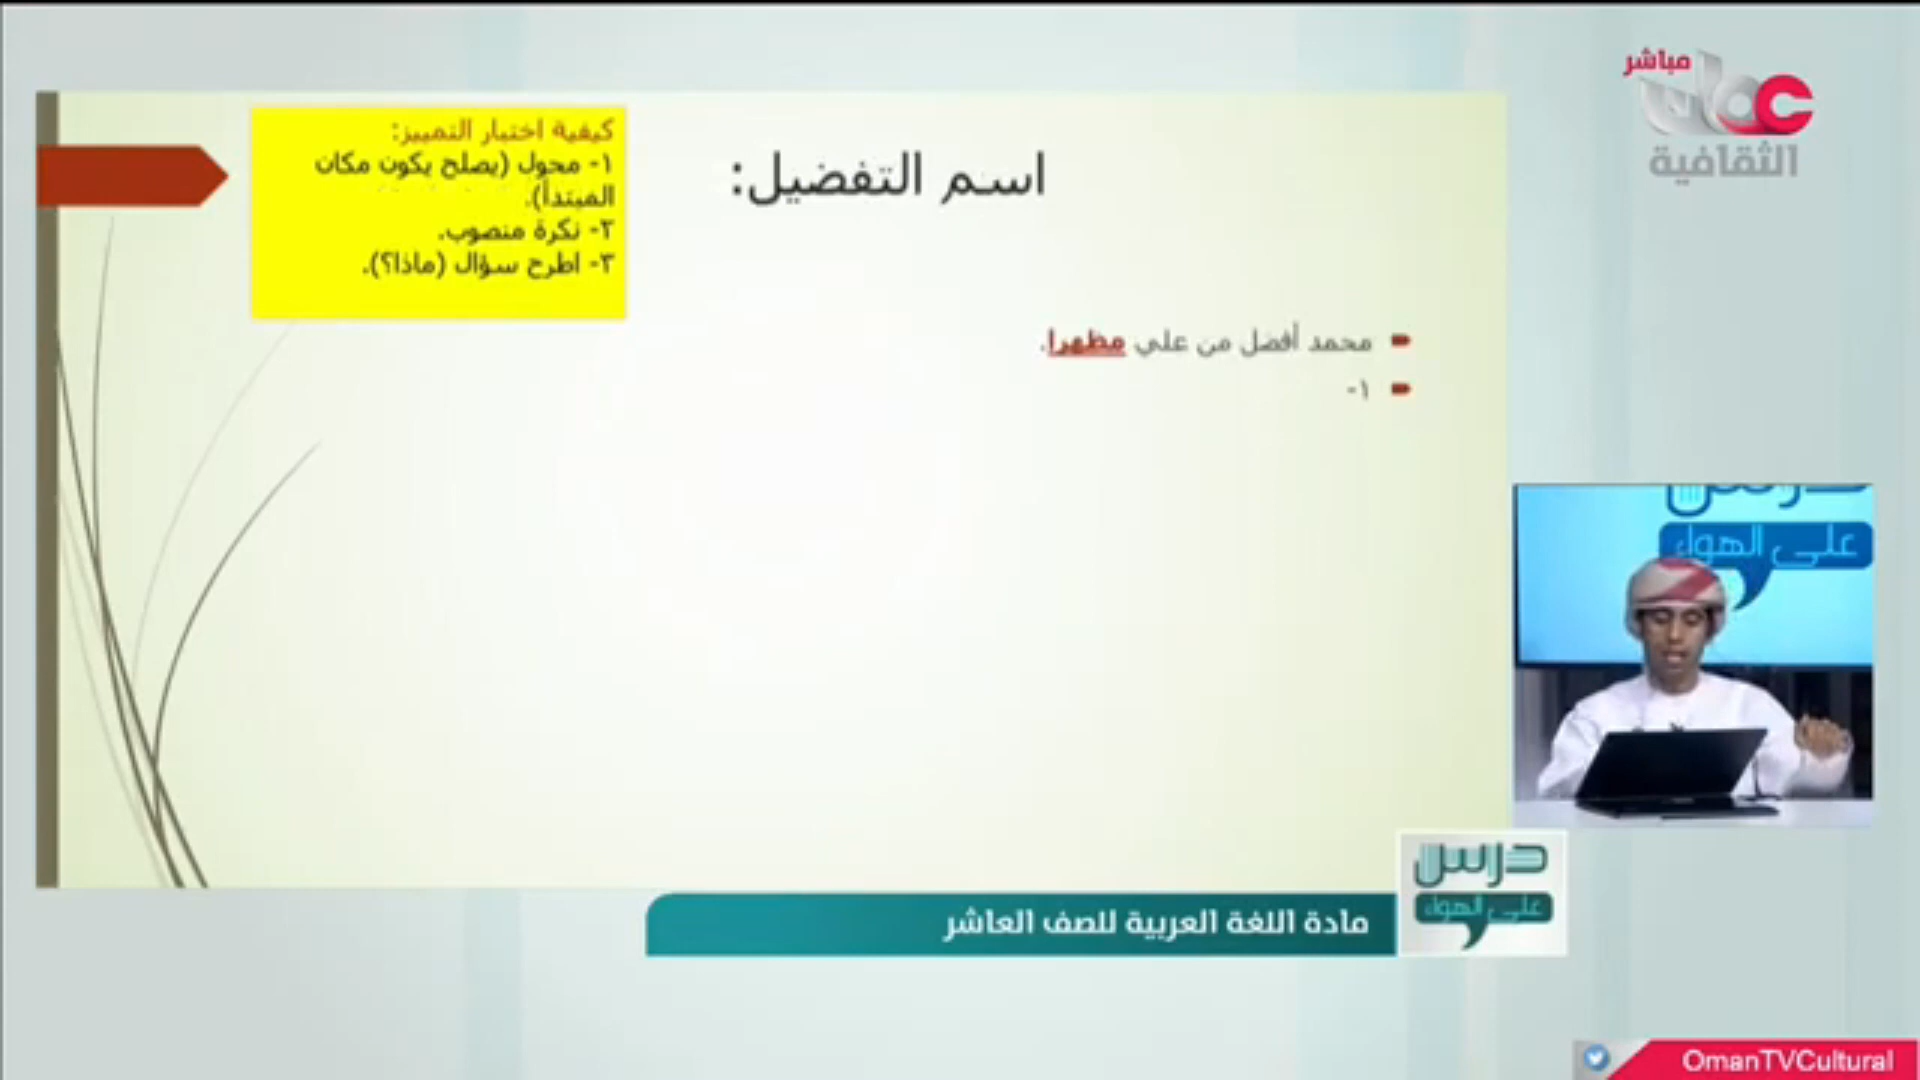 مباشر
الثقافية
كيفية اختبار التمييز:
١- محول (يصلح يكون مكان
المبتدأ).
٢- نكرة منصوب.
٣- اطرح سؤال (ماذا؟).
اسم التفضيل:
محمد أفضل من علي مظهرا.
١-
درس
على الهواء
درس
على الهواء
مادة اللغة العربية للصف العاشر
OmanTVCultural